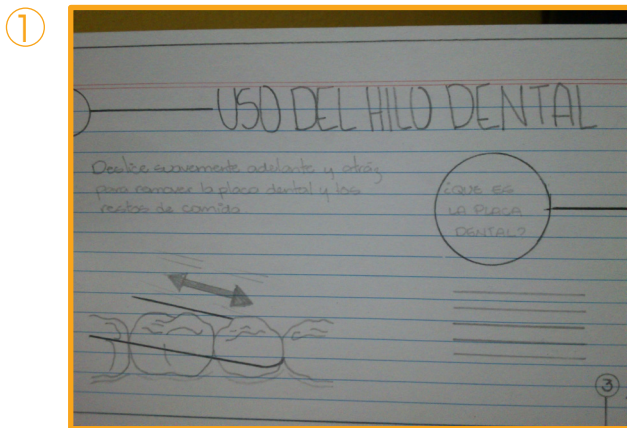 ①
USO DEL HILO DENTAL
Deslice suavemente adelante y atrás
para remover la placa dental y los
restos de comida
¿QUE ES
LA PLACA
DENTAL?
③